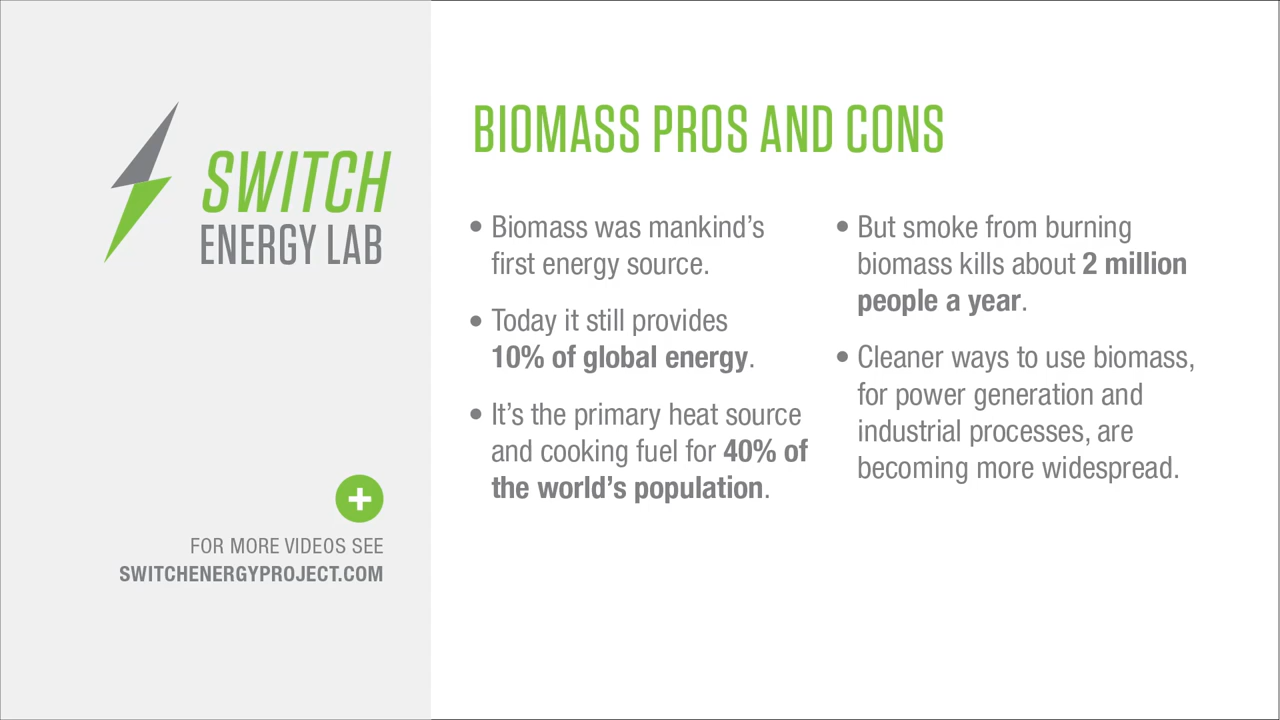 SWITCH
ENERGY LAB
FOR MORE VIDEOS SEE
SWITCHENERGYPROJECT.COM
BIOMASS PROS AND CONS
• Biomass was mankind’s
first energy source.
• Today it still provides
10% of global energy.
• It’s the primary heat source
and cooking fuel for 40% of
the world’s population.
• But smoke from burning
biomass kills about 2 million
people a year.
• Cleaner ways to use biomass,
for power generation and
industrial processes, are
becoming more widespread.